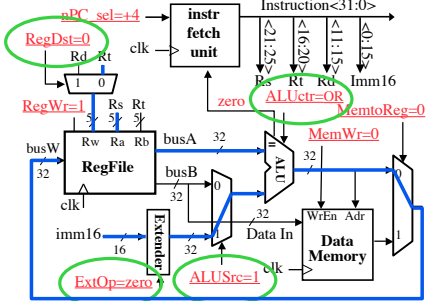 nPC_sel=+4
instr
fetch
unit
Instruction<31:0>
clk
<21:25>
<16:20>
<11:15>
<0:15>
Rs
Rt
Rd
Imm16
RegDst=0
Rd
Rt
1
0
zero
ALUctr=OR
MemtoReg=0
RegWr=1
Rs
Rt
5
5
5
MemWr=0
busW
32
Rw
Ra
Rb
RegFile
busA
32
busB
32
=
ALU
32
0
clk
32
WrEn
Adr
0
imm16
16
Extender
32
1
Data In
Data
Memory
1
clk
ExtOp=zero
ALUSrc=1